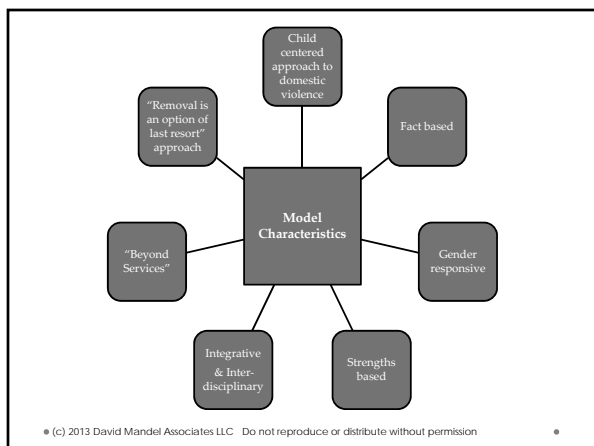 Child
centered
approach to
domestic
violence
“Removal is
an option of
last resort”
approach
Fact based
Model
Characteristics
“Beyond
Services”
Gender
responsive
Integrative
& Inter-
disciplinary
Strengths
based
(c) 2013 David Mandel Associates LLC   Do not reproduce or distribute without permission